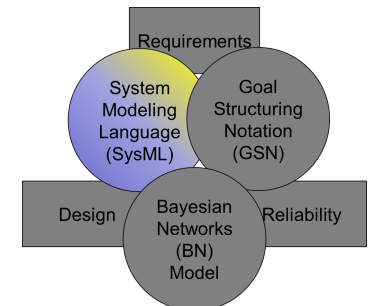 Requirements
System
Modeling
Language
(SysML)
Goal
Structuring
Notation
(GSN)
Design
Bayesian
Networks
(BN)
Model
Reliability